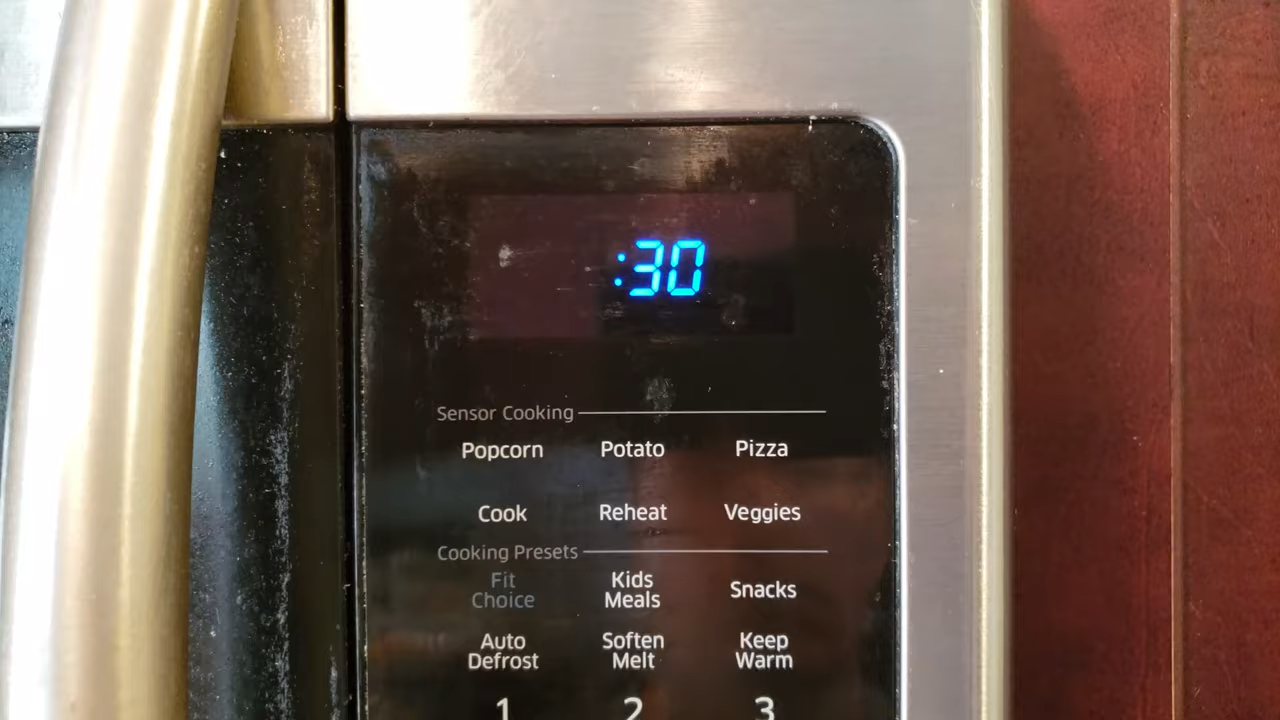 :30
Sensor Cooking
Popcorn Potato Pizza
Cook Reheat Veggies
Cooking Presets
Fit Kids Snacks
Choice Meals
Auto Soften Keep
Defrost Melt Warm
1 2 3